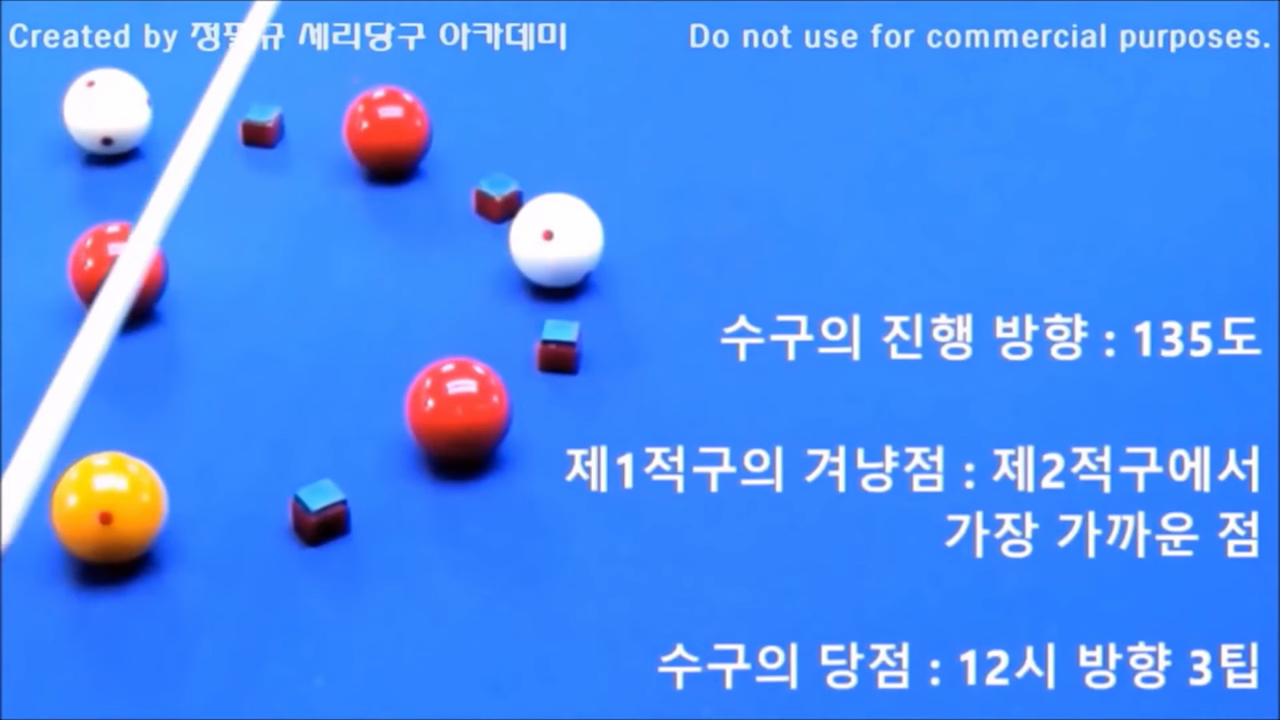 Created by 정필규 세리당구 아카데미 Do not use for commercial purposes.
수구의 진행 방향 : 135도
제1적구의 겨냥점 : 제2적구에서
가장 가까운 점
수구의 당점 : 12시 방향 3팁